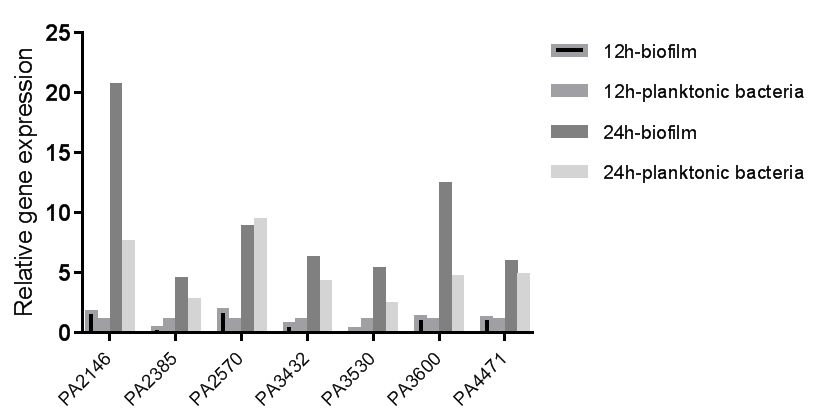 25
20
15
10
5
0
Relative gene expression
PA2146
PA2385
PA2570
PA3432
PA3530
PA3600
PA4471
12h-biofilm
12h-planktonic bacteria
24h-biofilm
24h-planktonic bacteria